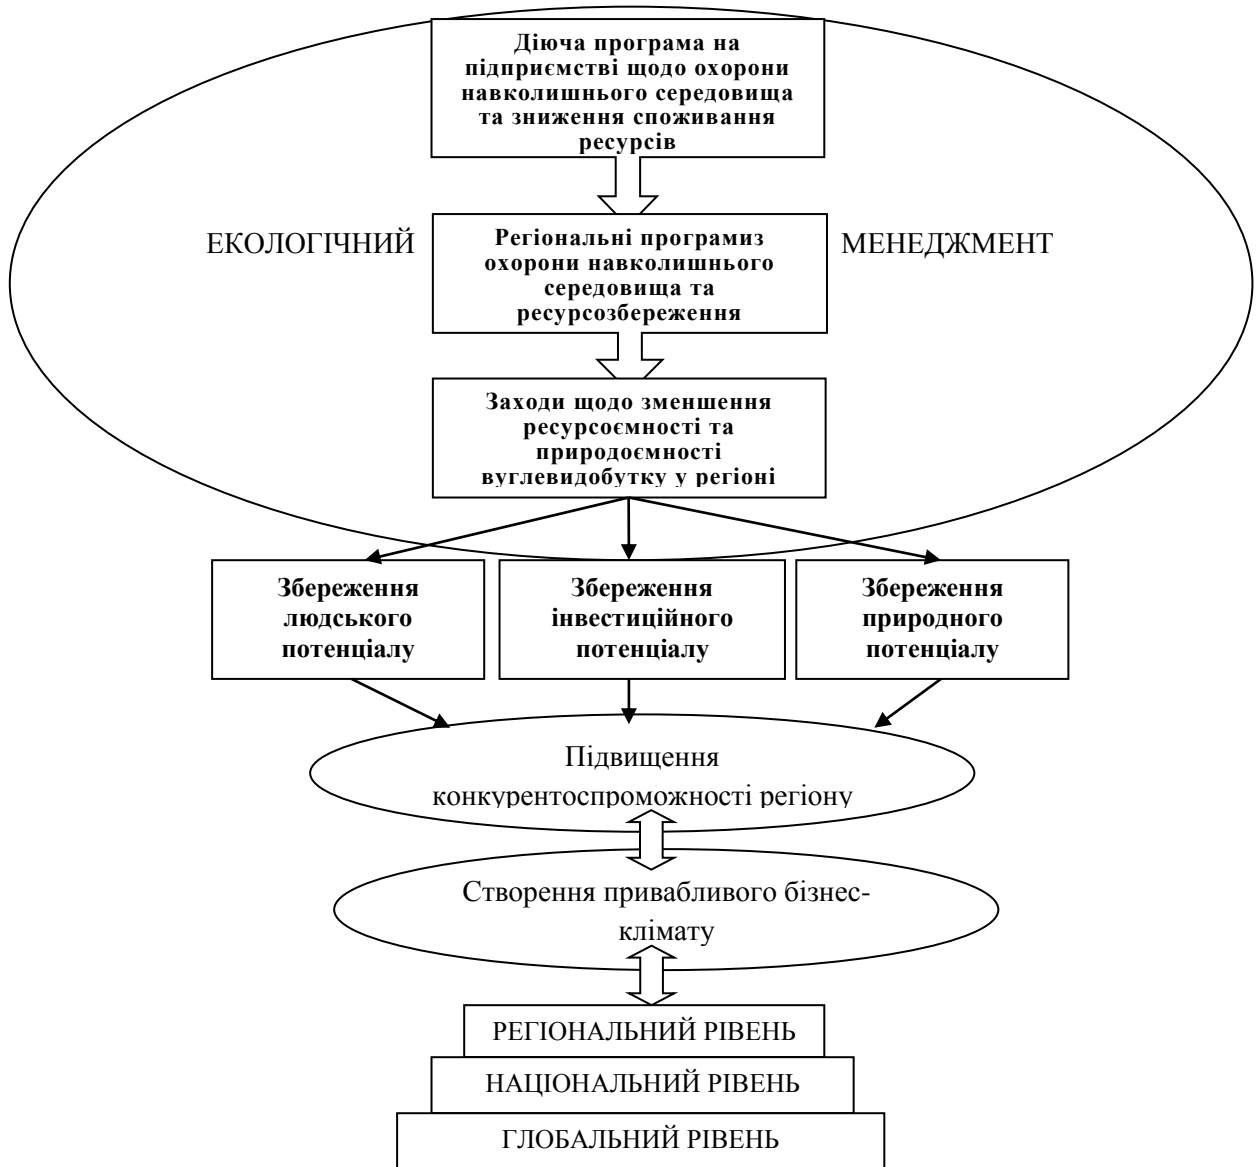 Діюча програма на
підприємстві щодо охорони
навколишнього середовища
та зниження споживання
ресурсів
ЕКОЛОГІЧНИЙ
Регіональні програмиз
охорони навколишнього
середовища та
ресурсозбереження
МЕНЕДЖМЕНТ
Заходи щодо зменшення
ресурсоємності та
природоємності
вуглевидобутку у регіоні
Збереження
людського
потенціалу
Збереження
інвестиційного
потенціалу
Збереження
природного
потенціалу
Підвищення
конкурентоспроможності регіону
Створення привабливого бізнес-
клімату
РЕГІОНАЛЬНИЙ РІВЕНЬ
НАЦІОНАЛЬНИЙ РІВЕНЬ
ГЛОБАЛЬНИЙ РІВЕНЬ